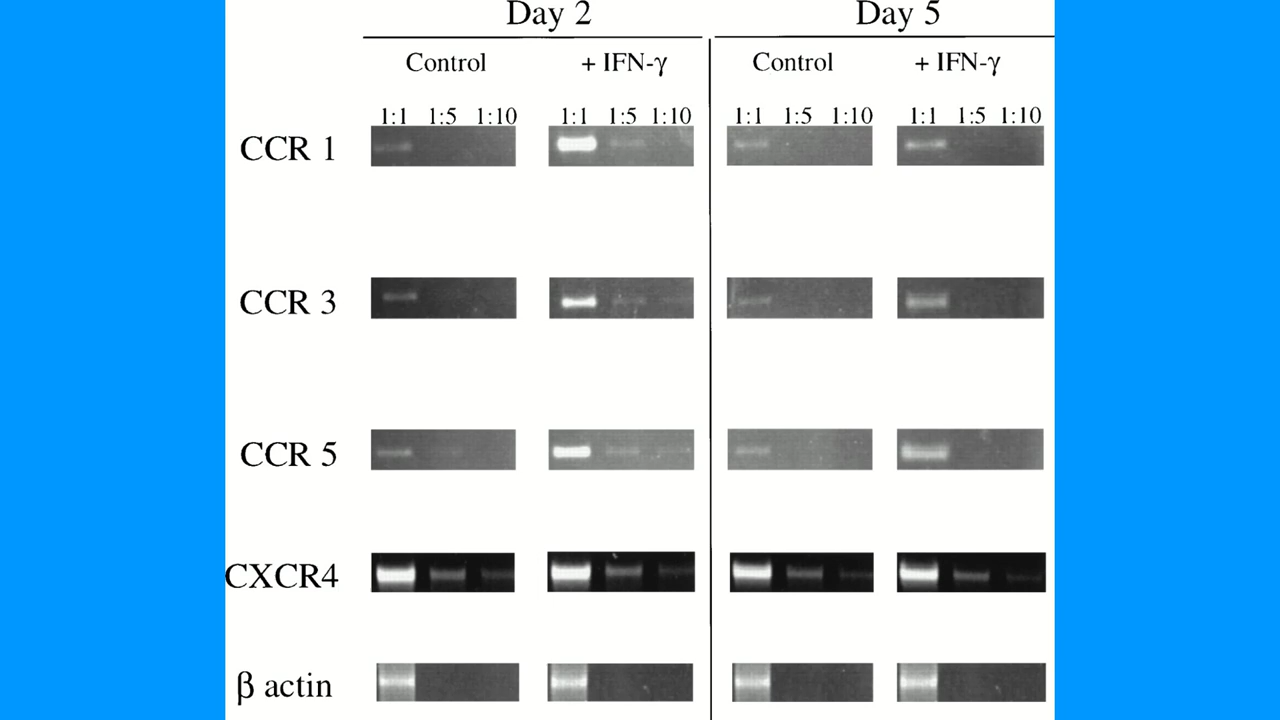 Day 2 Day 5
Control + IFN-γ Control + IFN-γ
1:1 1:5 1:10 1:1 1:5 1:10 1:1 1:5 1:10 1:1 1:5 1:10
CCR 1
CCR 3
CCR 5
CXCR4
β actin